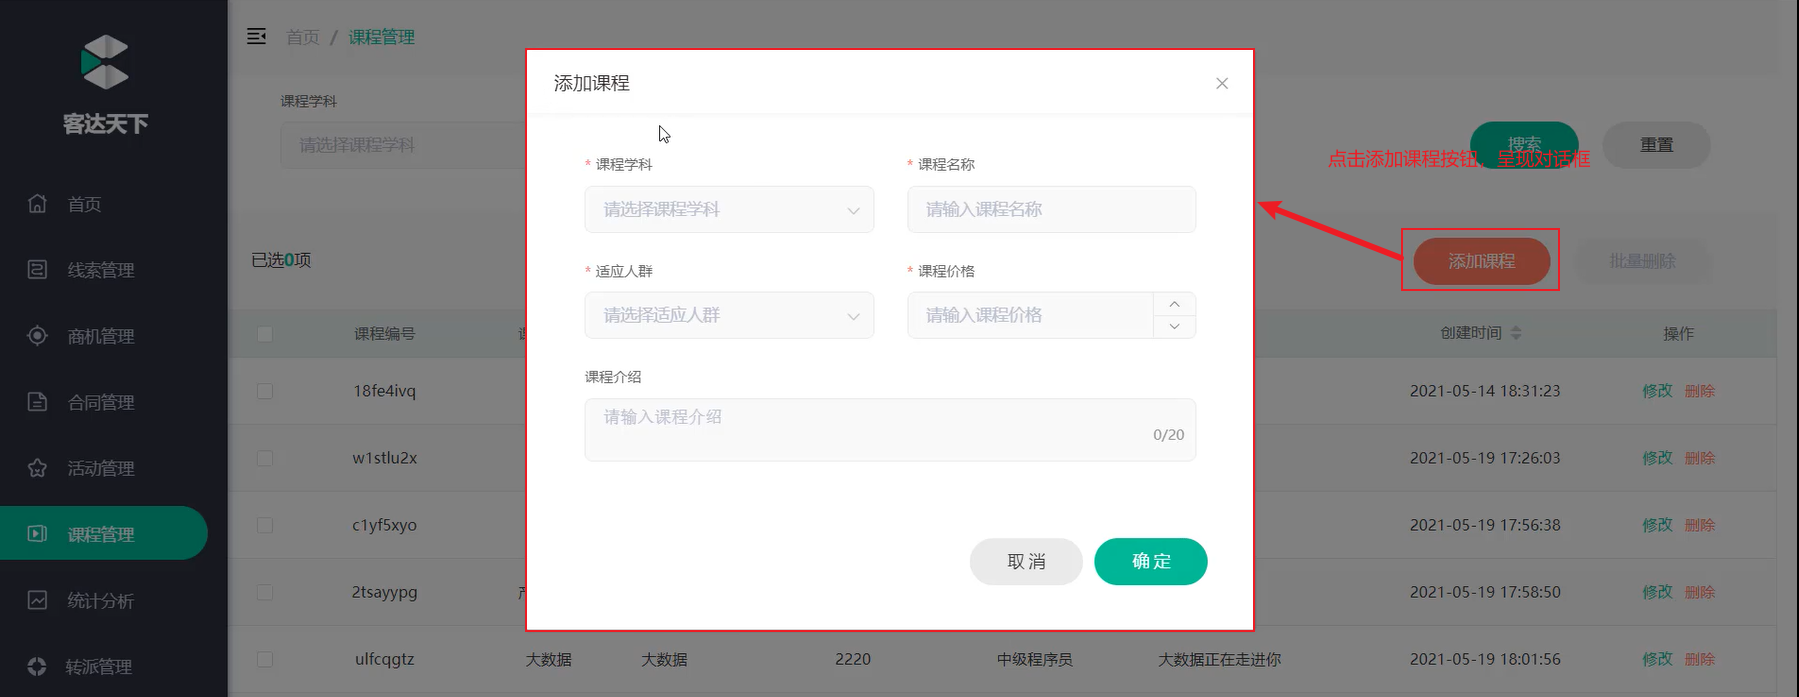 客达天下
首页
线索管理
商机管理
合同管理
活动管理
课程管理
统计分析
转派管理
首页 / 课程管理
课程学科
请选择课程学科
搜索
重置
点击添加课程按钮，呈现对话框
已选0项
添加课程
批量删除
课程编号
创建时间
操作
18fe4ivq
2021-05-14 18:31:23 修改 删除
w1stlu2x
2021-05-19 17:26:03 修改 删除
c1yf5xyo
2021-05-19 17:56:38 修改 删除
2tsayypg
2021-05-19 17:58:50 修改 删除
ulfcqgtz 大数据 大数据 2220 中级程序员 大数据正在走进你 2021-05-19 18:01:56 修改 删除
添加课程
* 课程学科
请选择课程学科
* 课程名称
请输入课程名称
* 适应人群
请选择适应人群
* 课程价格
请输入课程价格
课程介绍
请输入课程介绍
0/20
取消
确定